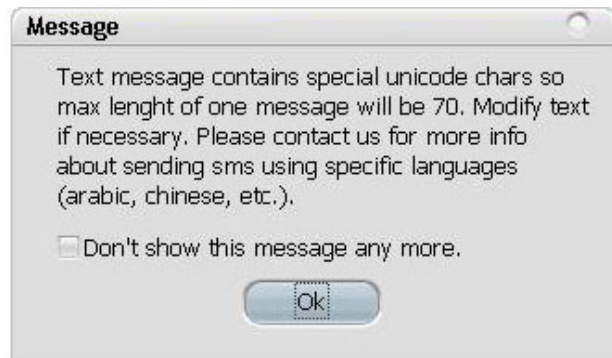 Message
Text message contains special unicode chars so
max lenght of one message will be 70. Modify text
if necessary. Please contact us for more info
about sending sms using specific languages
(arabic, chinese, etc.).
Don't show this message any more.
Ok